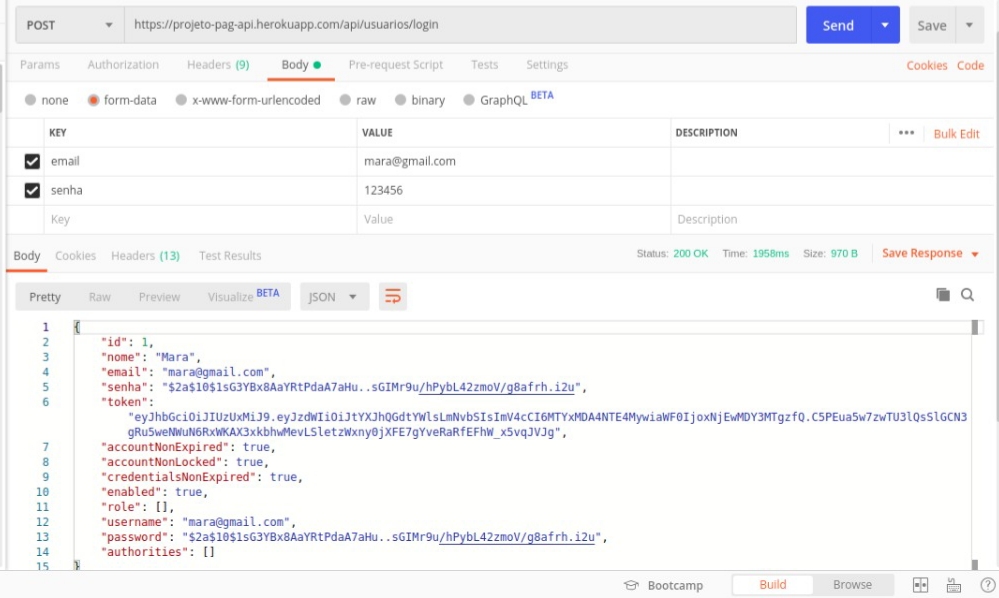 POST https://projeto-pag-api.herokuapp.com/api/usuarios/login Send Save
Params Authorization Headers (9) Body Pre-request Script Tests Settings Cookies Code
none form-data x-www-form-urlencoded raw binary GraphQL BETA
KEY VALUE DESCRIPTION ••• Bulk Edit
email mara@gmail.com
senha 123456
Key Value Description
Body Cookies Headers (13) Test Results Status: 200 OK Time: 1958ms Size: 970 B Save Response
Pretty Raw Preview Visualize BETA JSON
1 {
2 "id": 1,
3 "nome": "Mara",
4 "email": "mara@gmail.com",
5 "senha": "$2a$10$1sG3YBx8AaYRtPdaA7aHu..sGIMr9u/hPybL42zmoV/g8afrh.i2u",
6 "token":
"eyJhbGciOiJIUzUxMiJ9.eyJzdWIiOiJtYXJhQGdtYWlsLmNvbSIsImV4cCI6MTYxMDA4NTE4MywiaWF0IjoxNjEwMDY3MTgzfQ.C5PEua5w7zwTU3lQsSlGCN3
gRu5weNWuN6RxWKAX3xkbhwMevLSletzWxny0jXFE7gYveRaRfEFhW_x5vqJVJg",
7 "accountNonExpired": true,
8 "accountNonLocked": true,
9 "credentialsNonExpired": true,
10 "enabled": true,
11 "role": [],
12 "username": "mara@gmail.com",
13 "password": "$2a$10$1sG3YBx8AaYRtPdaA7aHu..sGIMr9u/hPybL42zmoV/g8afrh.i2u",
14 "authorities": []
15 }
Bootcamp Build Browse